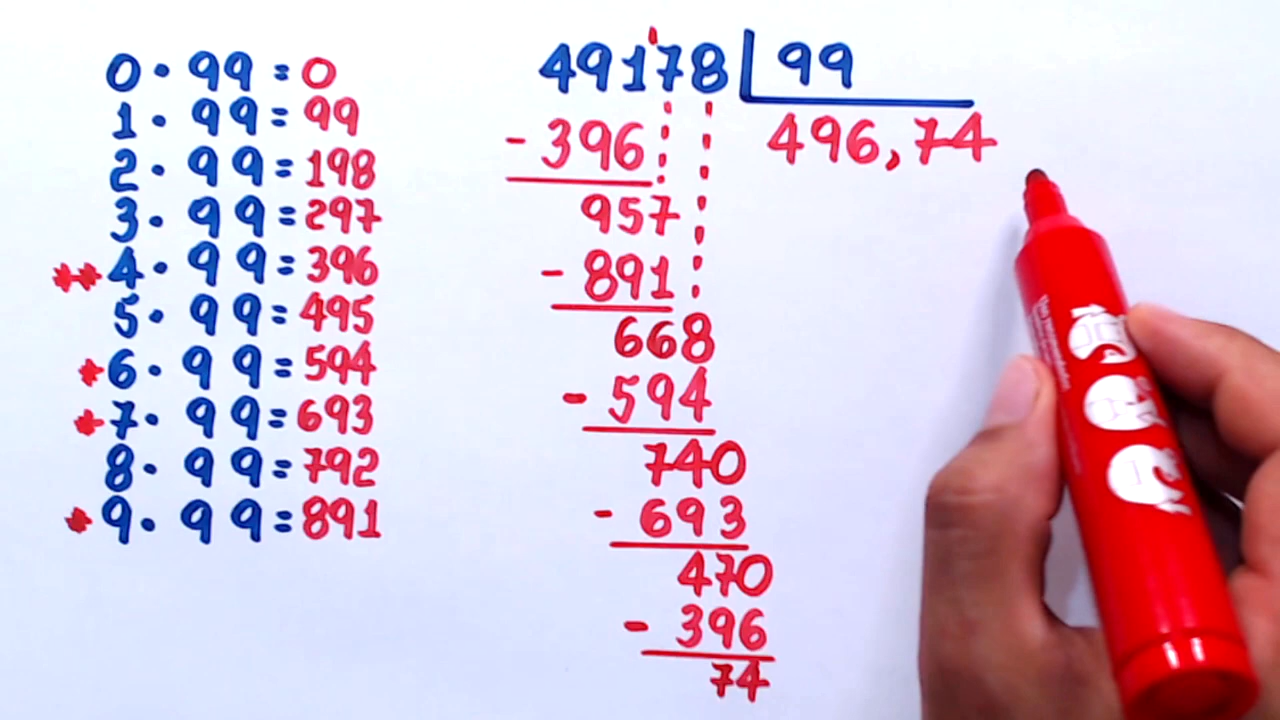 0 · 99 = 0
1 · 99 = 99
2 · 99 = 198
3 · 99 = 297
** 4 · 99 = 396
5 · 99 = 495
* 6 · 99 = 594
* 7 · 99 = 693
8 · 99 = 792
* 9 · 99 = 891
49178 99
- 396 496,74
957
- 891
668
- 594
740
- 693
470
- 396
74